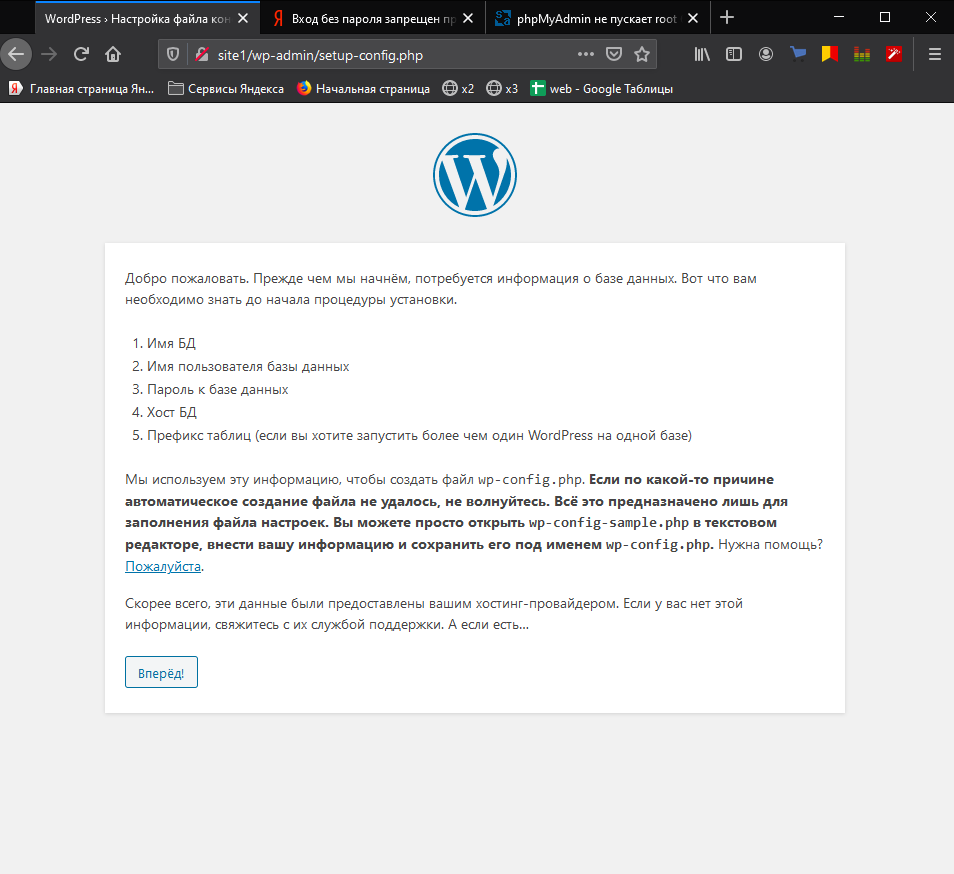 WordPress › Настройка файла кон
Вход без пароля запрещен пр
phpMyAdmin не пускает root
site1/wp-admin/setup-config.php
Главная страница Ян...
Сервисы Яндекса
Начальная страница
x2
x3
web - Google Таблицы
Добро пожаловать. Прежде чем мы начнём, потребуется информация о базе данных. Вот что вам
необходимо знать до начала процедуры установки.
1. Имя БД
2. Имя пользователя базы данных
3. Пароль к базе данных
4. Хост БД
5. Префикс таблиц (если вы хотите запустить более чем один WordPress на одной базе)
Мы используем эту информацию, чтобы создать файл wp-config.php. Если по какой-то причине
автоматическое создание файла не удалось, не волнуйтесь. Всё это предназначено лишь для
заполнения файла настроек. Вы можете просто открыть wp-config-sample.php в текстовом
редакторе, внести вашу информацию и сохранить его под именем wp-config.php. Нужна помощь?
Пожалуйста.
Скорее всего, эти данные были предоставлены вашим хостинг-провайдером. Если у вас нет этой
информации, свяжитесь с их службой поддержки. А если есть…
Вперёд!